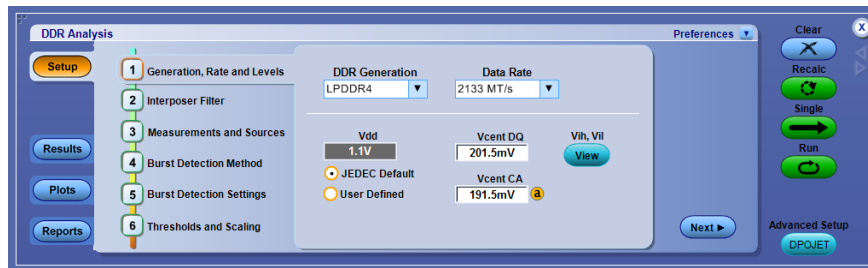 DDR Analysis
Preferences
Clear
X
Setup
1 Generation, Rate and Levels
DDR Generation
Data Rate
LPDDR4
2133 MT/s
Recalc
2 Interposer Filter
Single
3 Measurements and Sources
Vdd
Vcent DQ
Vih, Vil
Results
1.1V
201.5mV
View
Run
4 Burst Detection Method
JEDEC Default
Vcent CA
Plots
5 Burst Detection Settings
User Defined
191.5mV
a
Reports
6 Thresholds and Scaling
Next
Advanced Setup
DPOJET